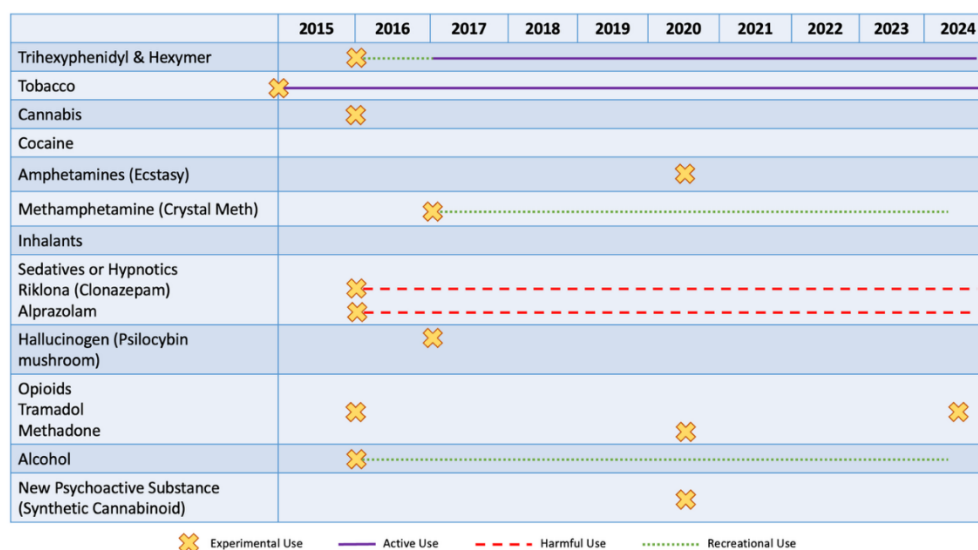 2015 2016 2017 2018 2019 2020 2021 2022 2023 2024
Trihexyphenidyl & Hexymer
Tobacco
Cannabis
Cocaine
Amphetamines (Ecstasy)
Methamphetamine (Crystal Meth)
Inhalants
Sedatives or Hypnotics
Riklona (Clonazepam)
Alprazolam
Hallucinogen (Psilocybin
mushroom)
Opioids
Tramadol
Methadone
Alcohol
New Psychoactive Substance
(Synthetic Cannabinoid)
Experimental Use Active Use Harmful Use Recreational Use